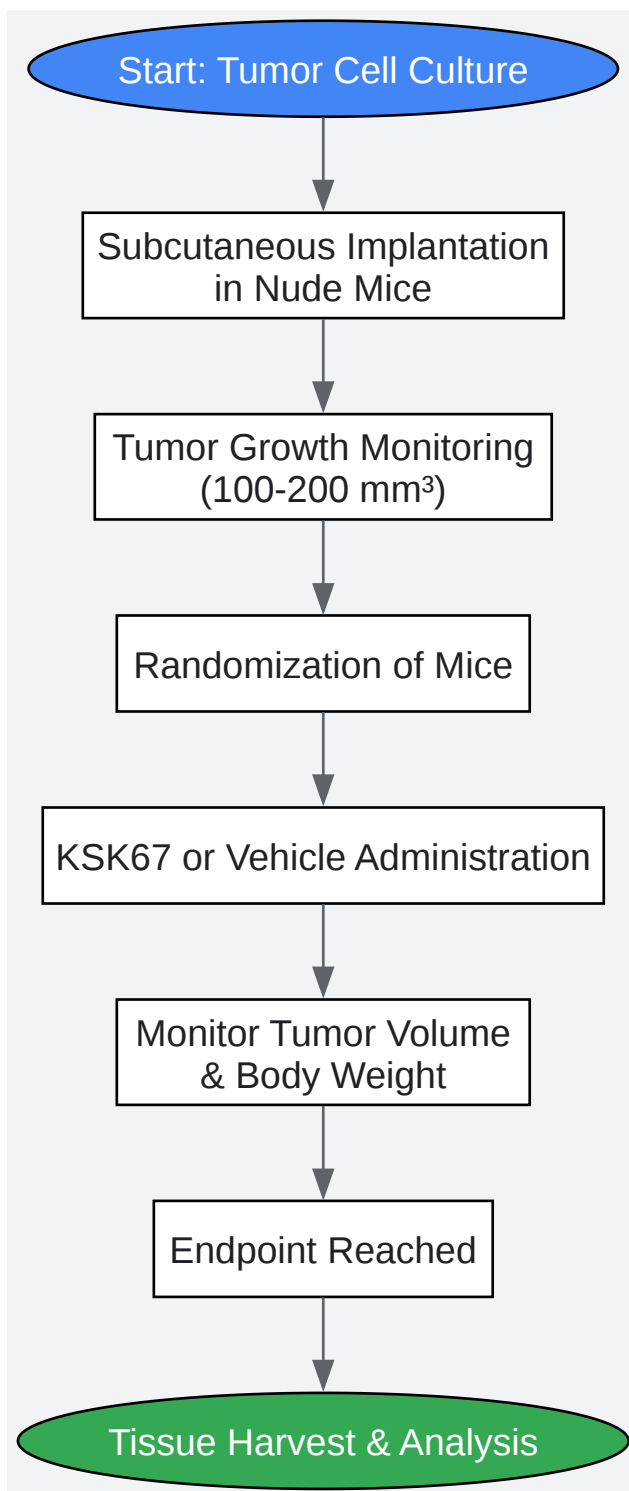 Start: Tumor Cell Culture
Subcutaneous Implantation
in Nude Mice
Tumor Growth Monitoring
(100-200 mm³)
Randomization of Mice
KSK67 or Vehicle Administration
Monitor Tumor Volume
& Body Weight
Endpoint Reached
Tissue Harvest & Analysis